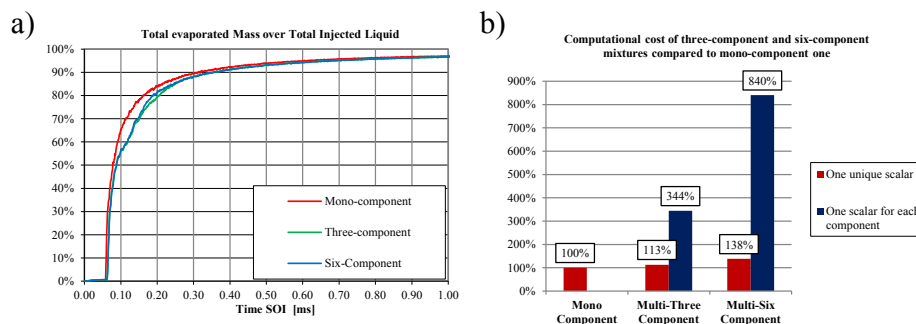 a)
Total evaporated Mass over Total Injected Liquid
100%
90%
80%
70%
60%
50%
40%
30%
20%
10%
0%
Mono-component
Three-component
Six-Component
0.00 0.10 0.20 0.30 0.40 0.50 0.60 0.70 0.80 0.90 1.00
Time SOI [ms]
b)
Computational cost of three-component and six-component
mixtures compared to mono-component one
900%
800%
700%
600%
500%
400%
300%
200%
100%
0%
100%
113%
344%
138%
840%
Mono Multi-Three Multi-Six
Component Component Component
One unique scalar
One scalar for each
component